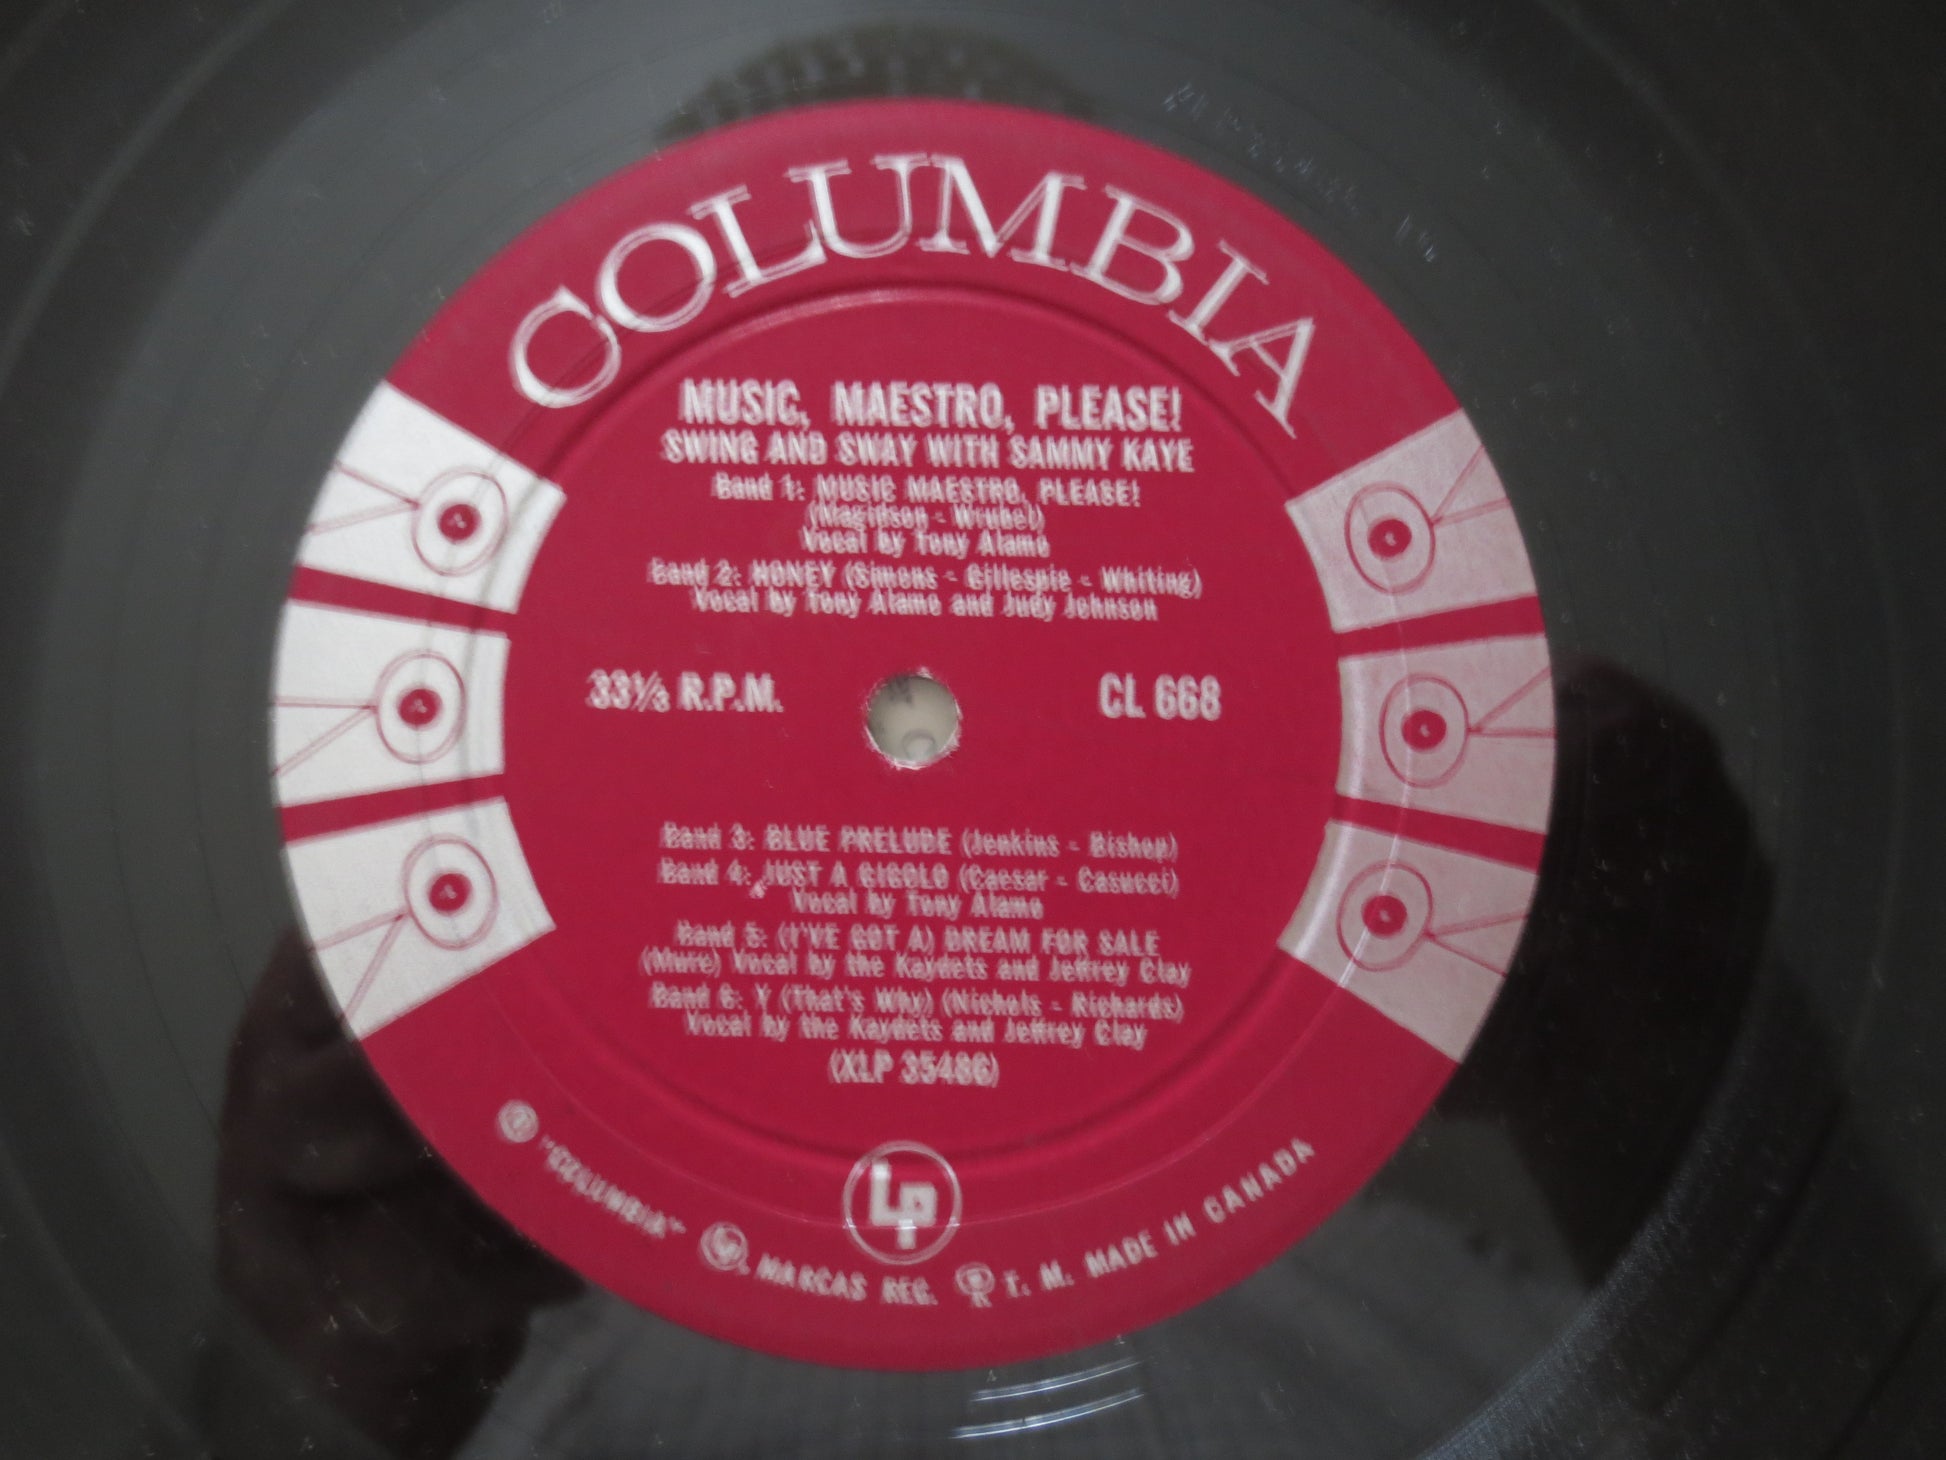 COLUMBIA
MUSIC, MAESTRO, PLEASE!
SWING AND SWAY WITH SAMMY KAYE
Band 1: MUSIC MAESTRO, PLEASE!
(Magidson - Wrubel)
Vocal by Tony Alamo
Band 2: HONEY (Simons - Gillespie - Whiting)
Vocal by Tony Alamo and Judy Johnson
33⅓ R.P.M.
CL 668
Band 3: BLUE PRELUDE (Jenkins - Bishop)
Band 4: JUST A GIGOLO (Caesar - Casucci)
Vocal by Tony Alamo
Band 5: (I'VE GOT A) DREAM FOR SALE
(Mure) Vocal by the Kaydets and Jeffrey Clay
Band 6: Y (That's Why) (Nichols - Richards)
Vocal by the Kaydets and Jeffrey Clay
(XLP 35486)
LP
"COLUMBIA" MARCAS REG. T. M. MADE IN CANADA